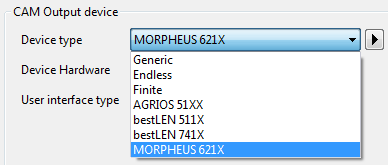 CAM Output device
Device type MORPHEUS 621X
Device Hardware
User interface type
Generic
Endless
Finite
AGRIOS 51XX
bestLEN 511X
bestLEN 741X
MORPHEUS 621X